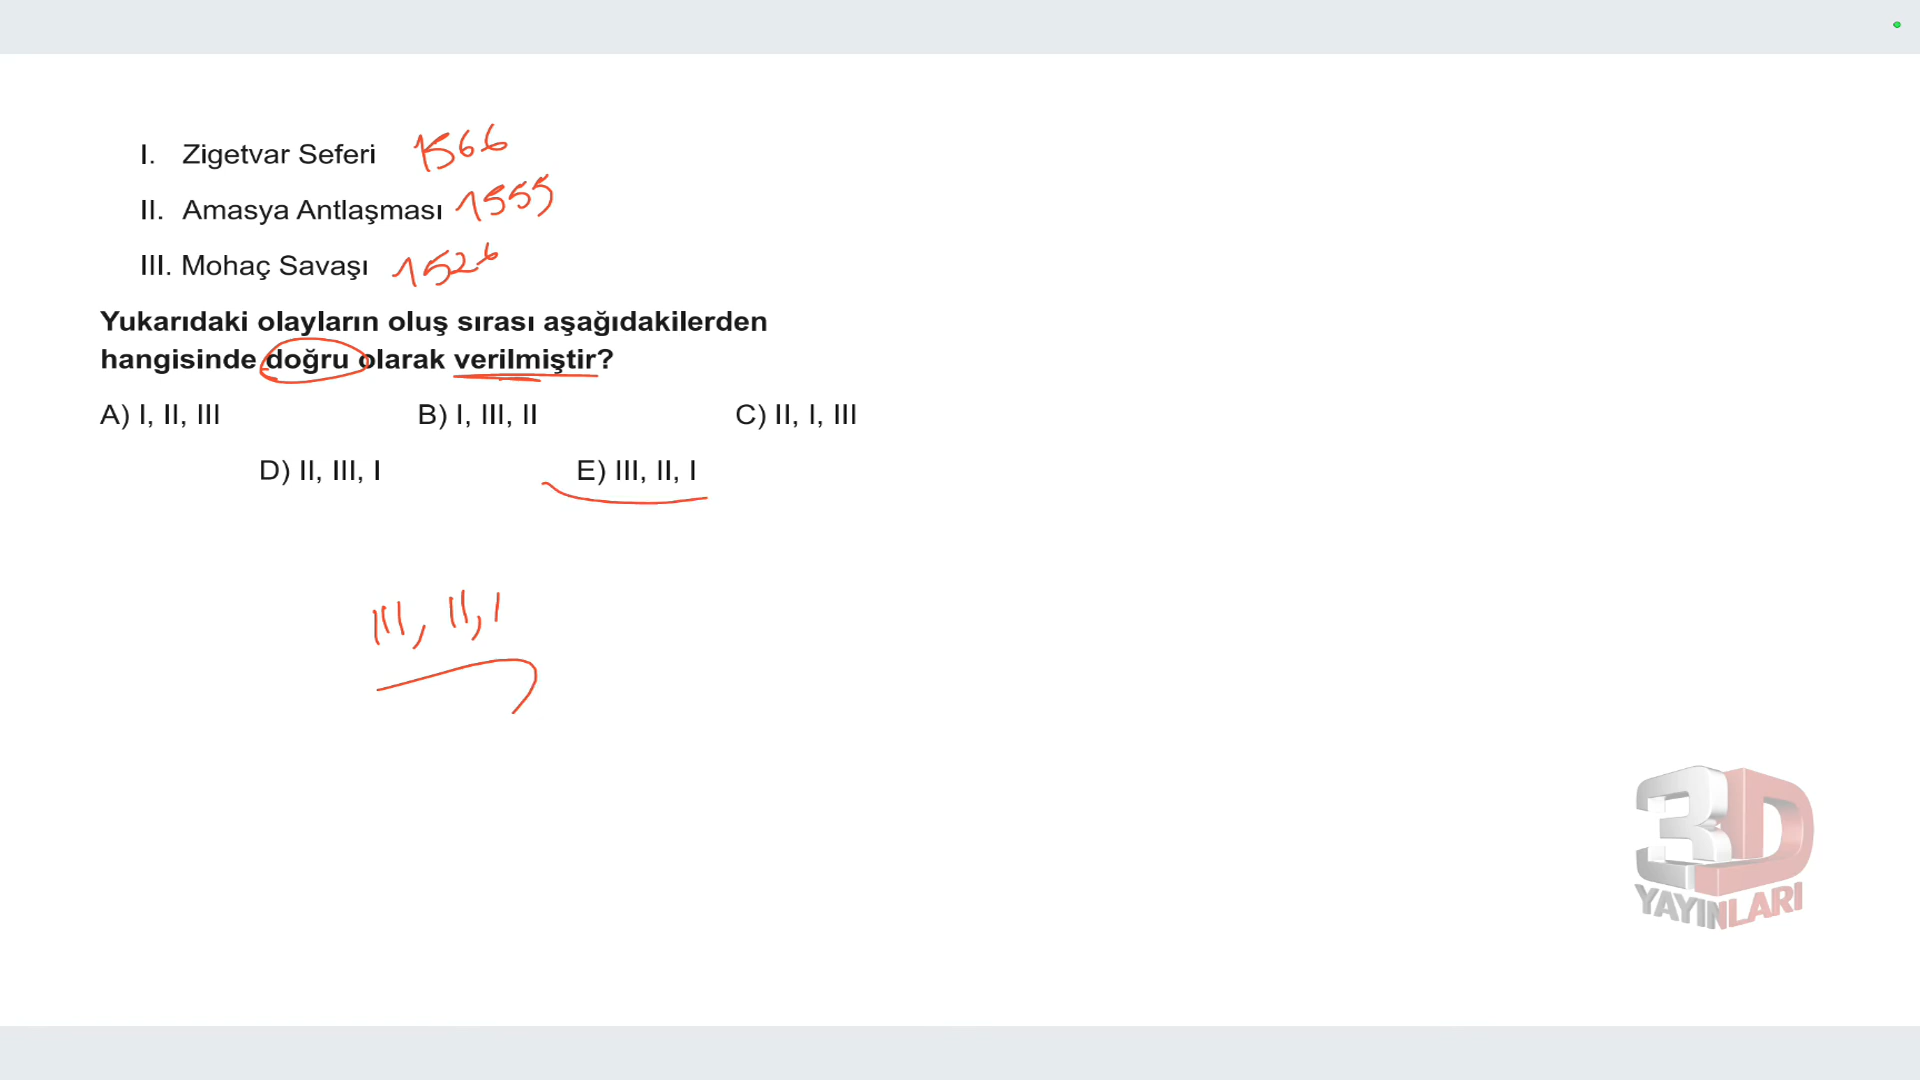 I. Zigetvar Seferi 1566
II. Amasya Antlaşması 1555
III. Mohaç Savaşı 1526
Yukarıdaki olayların oluş sırası aşağıdakilerden
hangisinde doğru olarak verilmiştir?
A) I, II, III B) I, III, II C) II, I, III
D) II, III, I E) III, II, I
III, II, I
3D
YAYINLARI